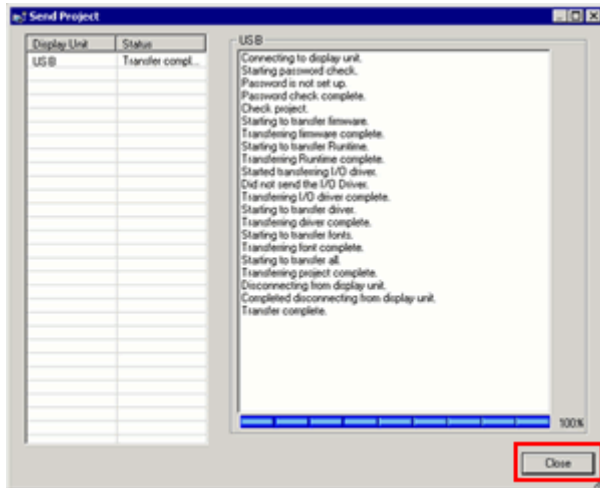 Send Project
Display Unit Status
USB Transfer compl...
USB
Connecting to display unit.
Starting password check.
Password is not set up.
Password check complete.
Check project.
Starting to transfer firmware.
Transferring firmware complete.
Starting to transfer Runtime.
Transferring Runtime complete.
Started transferring I/O driver.
Did not send the I/O Driver.
Transferring I/O driver complete.
Starting to transfer driver.
Transferring driver complete.
Starting to transfer fonts.
Transferring font complete.
Starting to transfer all.
Transferring project complete.
Disconnecting from display unit.
Completed disconnecting from display unit.
Transfer complete.
100%
Close